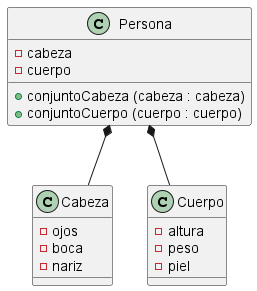 C Persona
cabeza
cuerpo
conjuntoCabeza (cabeza : cabeza)
conjuntoCuerpo (cuerpo : cuerpo)
C Cabeza
ojos
boca
nariz
C Cuerpo
altura
peso
piel